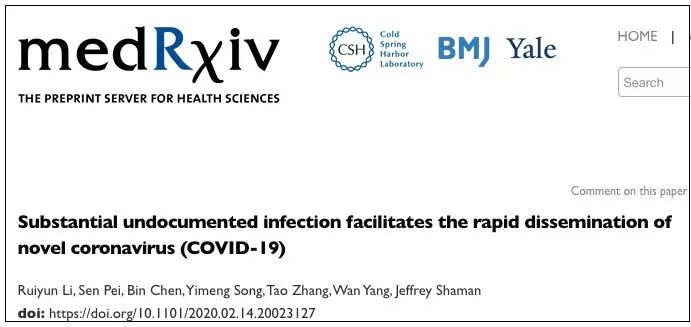 medRχiv
THE PREPRINT SERVER FOR HEALTH SCIENCES
CSH
Cold
Spring
Harbor
Laboratory
BMJ
Yale
HOME |
Search
Comment on this paper
Substantial undocumented infection facilitates the rapid dissemination of
novel coronavirus (COVID-19)
Ruiyun Li, Sen Pei, Bin Chen, Yimeng Song, Tao Zhang, Wan Yang, Jeffrey Shaman
doi: https://doi.org/10.1101/2020.02.14.20023127